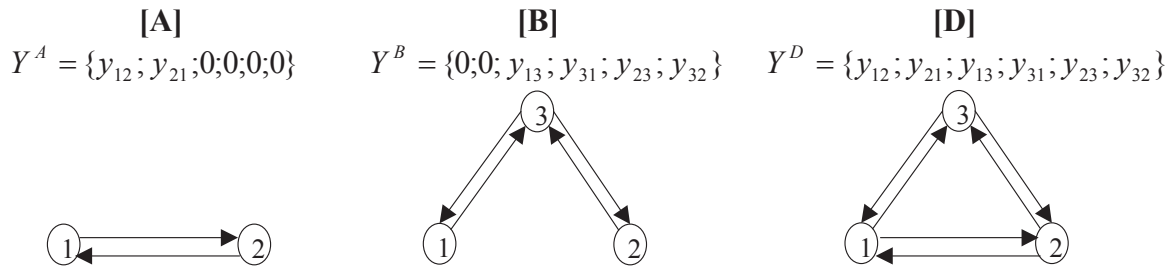 [A] [B] [D]
Y^A = {y_12; y_21;0;0;0;0} Y^B = {0;0; y_13; y_31; y_23; y_32} Y^D = {y_12; y_21; y_13; y_31; y_23; y_32}
3 3
1 2 1 2 1 2